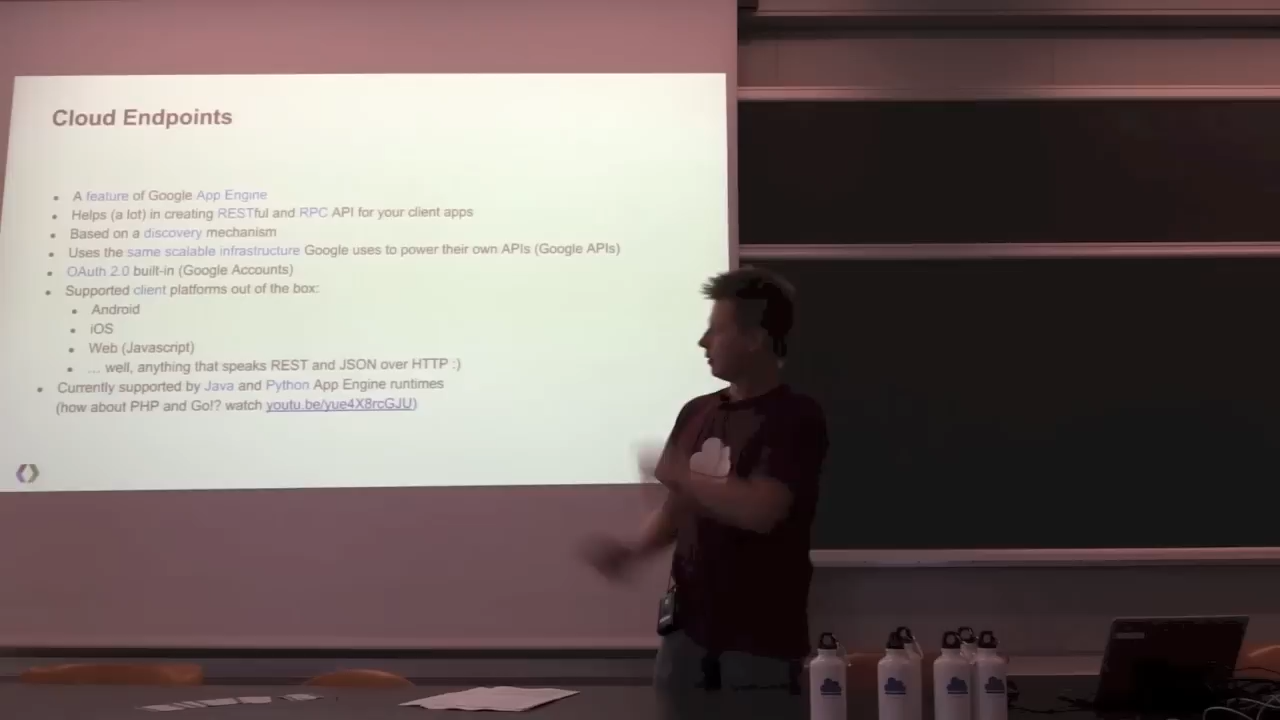 Cloud Endpoints
A feature of Google App Engine
Helps (a lot) in creating RESTful and RPC API for your client apps
Based on a discovery mechanism
Uses the same scalable infrastructure Google uses to power their own APIs (Google APIs)
OAuth 2.0 built-in (Google Accounts)
Supported client platforms out of the box:
Android
iOS
Web (Javascript)
... well, anything that speaks REST and JSON over HTTP :)
Currently supported by Java and Python App Engine runtimes
(how about PHP and Go!? watch youtu.be/yue4X8rcGJU)